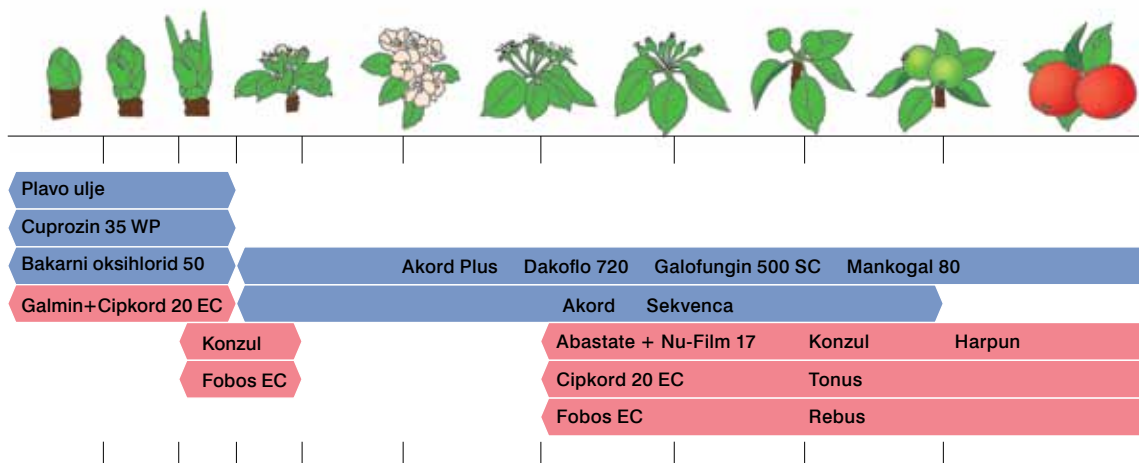 Plavo ulje
Cuprozin 35 WP
Bakarni oksihlorid 50
Akord Plus Dakoflo 720 Galofungin 500 SC Mankogal 80
Galmin+Cipkord 20 EC
Akord Sekvenca
Konzul
Abastate + Nu-Film 17 Konzul Harpun
Fobos EC
Cipkord 20 EC Tonus
Fobos EC Rebus